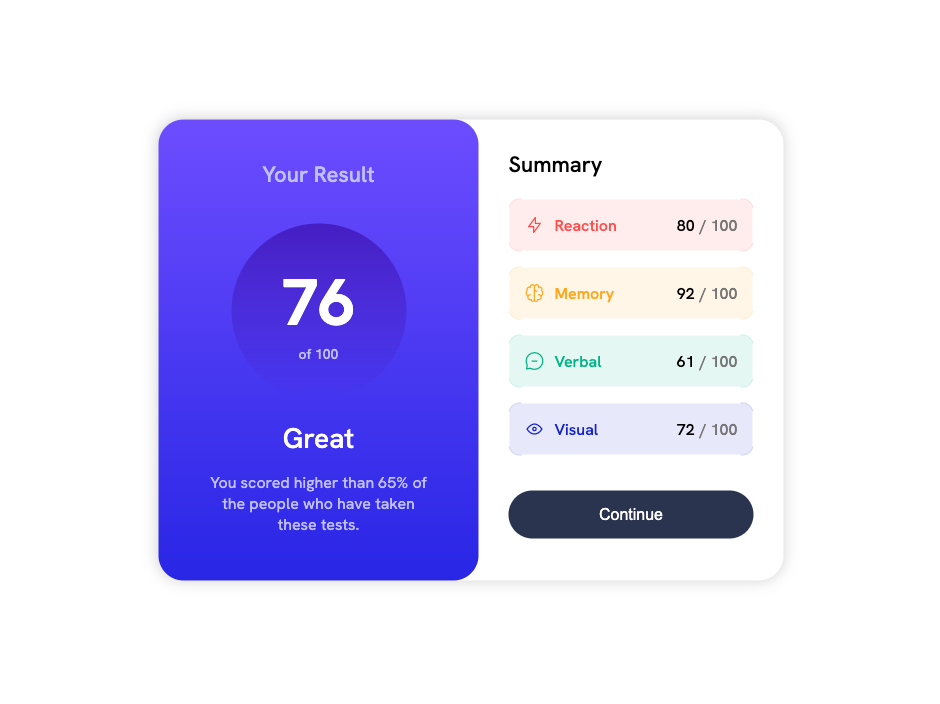 Your Result
76
of 100
Great
You scored higher than 65% of
the people who have taken
these tests.
Summary
Reaction 80 / 100
Memory 92 / 100
Verbal 61 / 100
Visual 72 / 100
Continue